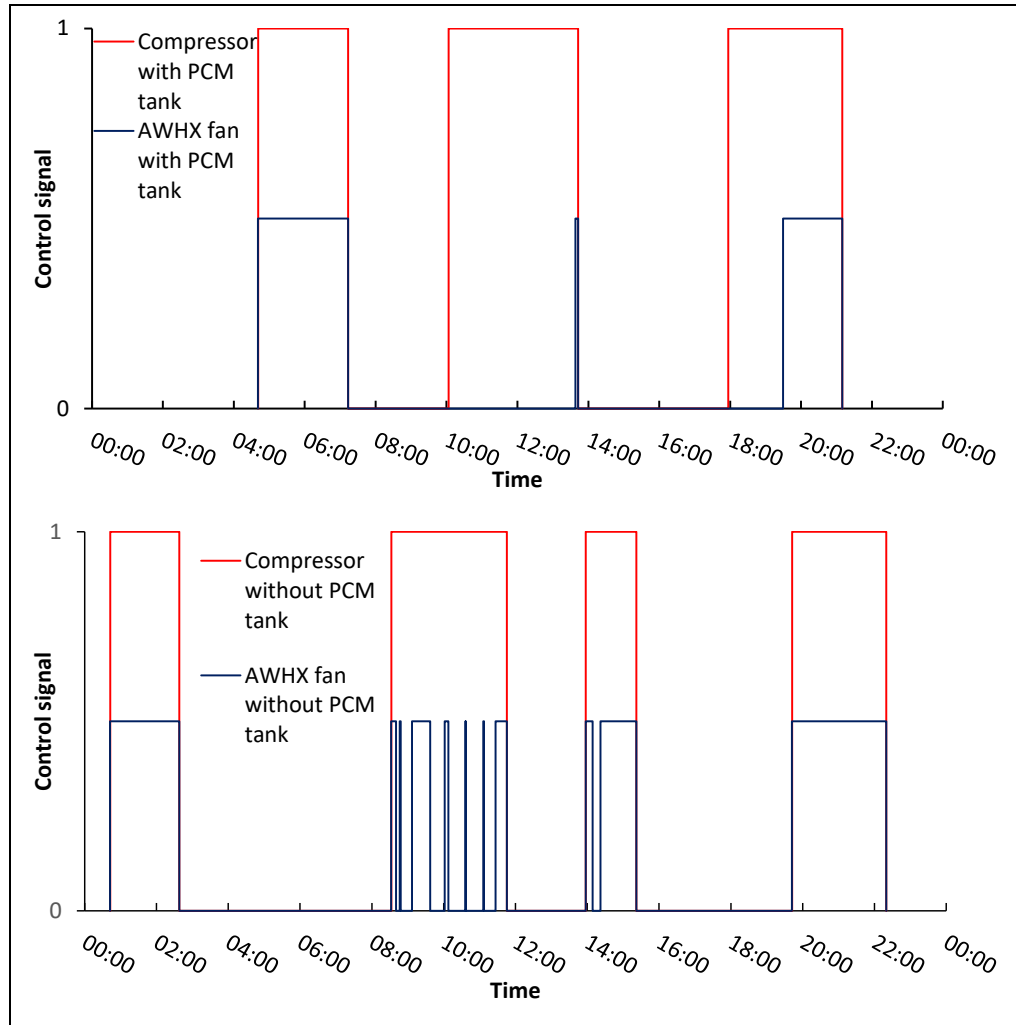 1
Compressor
with PCM
tank
AWHX fan
with PCM
tank
Control signal
0
00:00 02:00 04:00 06:00 08:00 10:00 12:00 14:00 16:00 18:00 20:00 22:00 00:00
Time
1
Compressor
without PCM
tank
AWHX fan
without PCM
tank
Control signal
0
00:00 02:00 04:00 06:00 08:00 10:00 12:00 14:00 16:00 18:00 20:00 22:00 00:00
Time